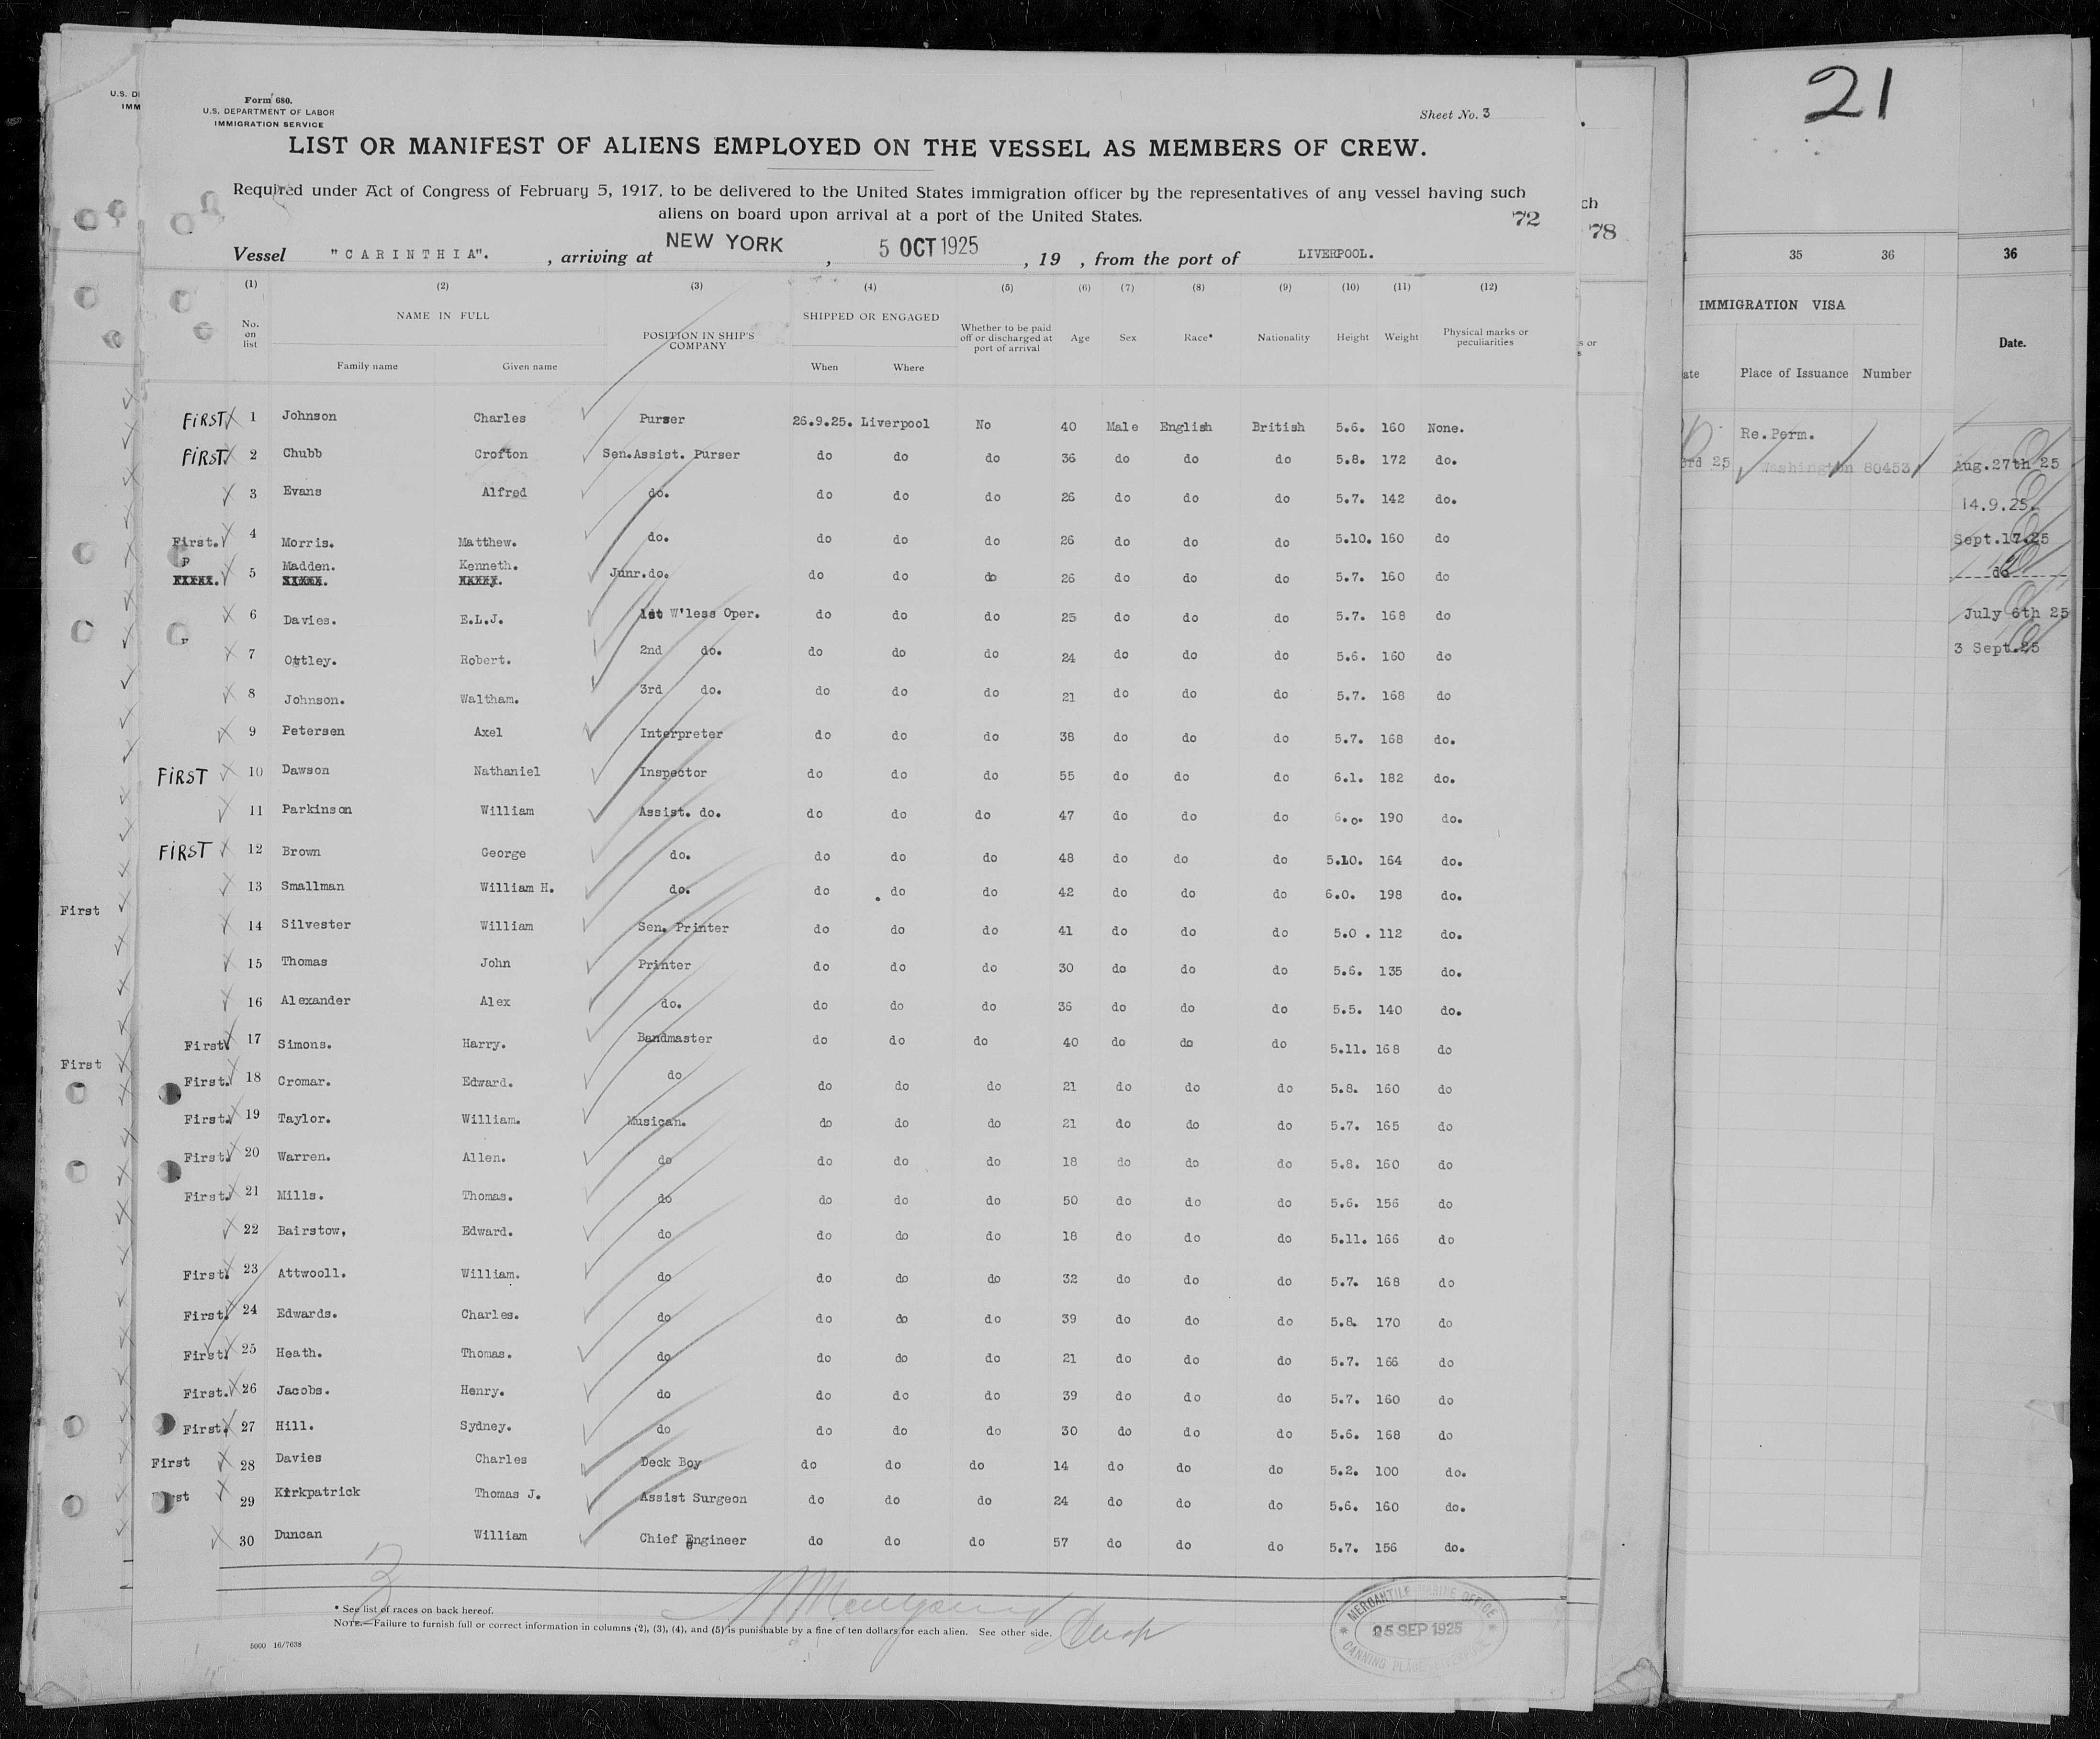 U.S. DI
IMM
Form 680.
U.S. DEPARTMENT OF LABOR
IMMIGRATION SERVICE
Sheet No. 3
21
LIST OR MANIFEST OF ALIENS EMPLOYED ON THE VESSEL AS MEMBERS OF CREW.
Required under Act of Congress of February 5, 1917, to be delivered to the United States immigration officer by the representatives of any vessel having such
aliens on board upon arrival at a port of the United States.
72
ch
78
Vessel "CARINTHIA". , arriving at NEW YORK , 5 OCT 1925 , 19 , from the port of LIVERPOOL.
(1) (2) (3) (4) (5) (6) (7) (8) (9) (10) (11) (12)
No. on list NAME IN FULL POSITION IN SHIP'S COMPANY SHIPPED OR ENGAGED Whether to be paid off or discharged at port of arrival Age Sex Race* Nationality Height Weight Physical marks or peculiarities
Family name Given name When Where
FIRST 1 Johnson Charles Purser 26.9.25. Liverpool No 40 Male English British 5.6. 160 None.
FIRST. 2 Chubb Crofton Sen.Assist. Purser do do do 36 do do do 5.8. 172 do.
3 Evans Alfred do. do do do 26 do do do 5.7. 142 do.
First. 4 Morris. Matthew. do. do do do 26 do do do 5.10. 160 do
5 Madden. Kenneth. Junr.do. do do do 26 do do do 5.7. 160 do
6 Davies. E.L.J. 1st W'less Oper. do do do 25 do do do 5.7. 168 do
7 Ottley. Robert. 2nd do. do do do 24 do do do 5.6. 160 do
8 Johnson. Waltham. 3rd do. do do do 21 do do do 5.7. 168 do
9 Petersen Axel Interpreter do do do 38 do do do 5.7. 168 do.
FIRST 10 Dawson Nathaniel Inspector do do do 55 do do do 6.1. 182 do.
11 Parkinson William Assist. do. do do do 47 do do do 6.0. 190 do.
FIRST 12 Brown George do. do do do 48 do do do 5.10. 164 do.
13 Smallman William H. do. do do do 42 do do do 6.0. 198 do.
14 Silvester William Sen. Printer do do do 41 do do do 5.0 . 112 do.
15 Thomas John Printer do do do 30 do do do 5.6. 135 do.
16 Alexander Alex do. do do do 36 do do do 5.5. 140 do.
First. 17 Simons. Harry. Bandmaster do do do 40 do do do 5.11. 168 do
First. 18 Cromar. Edward. do do do do 21 do do do 5.8. 160 do
First. 19 Taylor. William. Musican. do do do 21 do do do 5.7. 165 do
First. 20 Warren. Allen. do do do do 18 do do do 5.8. 160 do
First. 21 Mills. Thomas. do do do do 50 do do do 5.6. 156 do
22 Bairstow, Edward. do do do do 18 do do do 5.11. 166 do
First. 23 Attwooll. William. do do do do 32 do do do 5.7. 168 do
First. 24 Edwards. Charles. do do do do 39 do do do 5.8. 170 do
First. 25 Heath. Thomas. do do do do 21 do do do 5.7. 166 do
First. 26 Jacobs. Henry. do do do do 39 do do do 5.7. 160 do
First. 27 Hill. Sydney. do do do do 30 do do do 5.6. 168 do
First 28 Davies Charles Deck Boy do do do 14 do do do 5.2. 100 do.
st 29 Kirkpatrick Thomas J. Assist Surgeon do do do 24 do do do 5.6. 160 do.
30 Duncan William Chief Engineer do do do 57 do do do 5.7. 156 do.
First
First
3
* See list of races on back hereof.
NOTE.—Failure to furnish full or correct information in columns (2), (3), (4), and (5) is punishable by a fine of ten dollars for each alien. See other side.
5000 16/7638
MERCANTILE MARINE OFFICE
25 SEP 1925
CANNING PLACE LIVERPOOL
s or
s
35 36
IMMIGRATION VISA
ate Place of Issuance Number
Re.Perm.
3rd 25 Washington 80453
36
Date.
Aug.27th 25
14.9.25.
Sept.17.25
do
July 6th 25
3 Sept.25